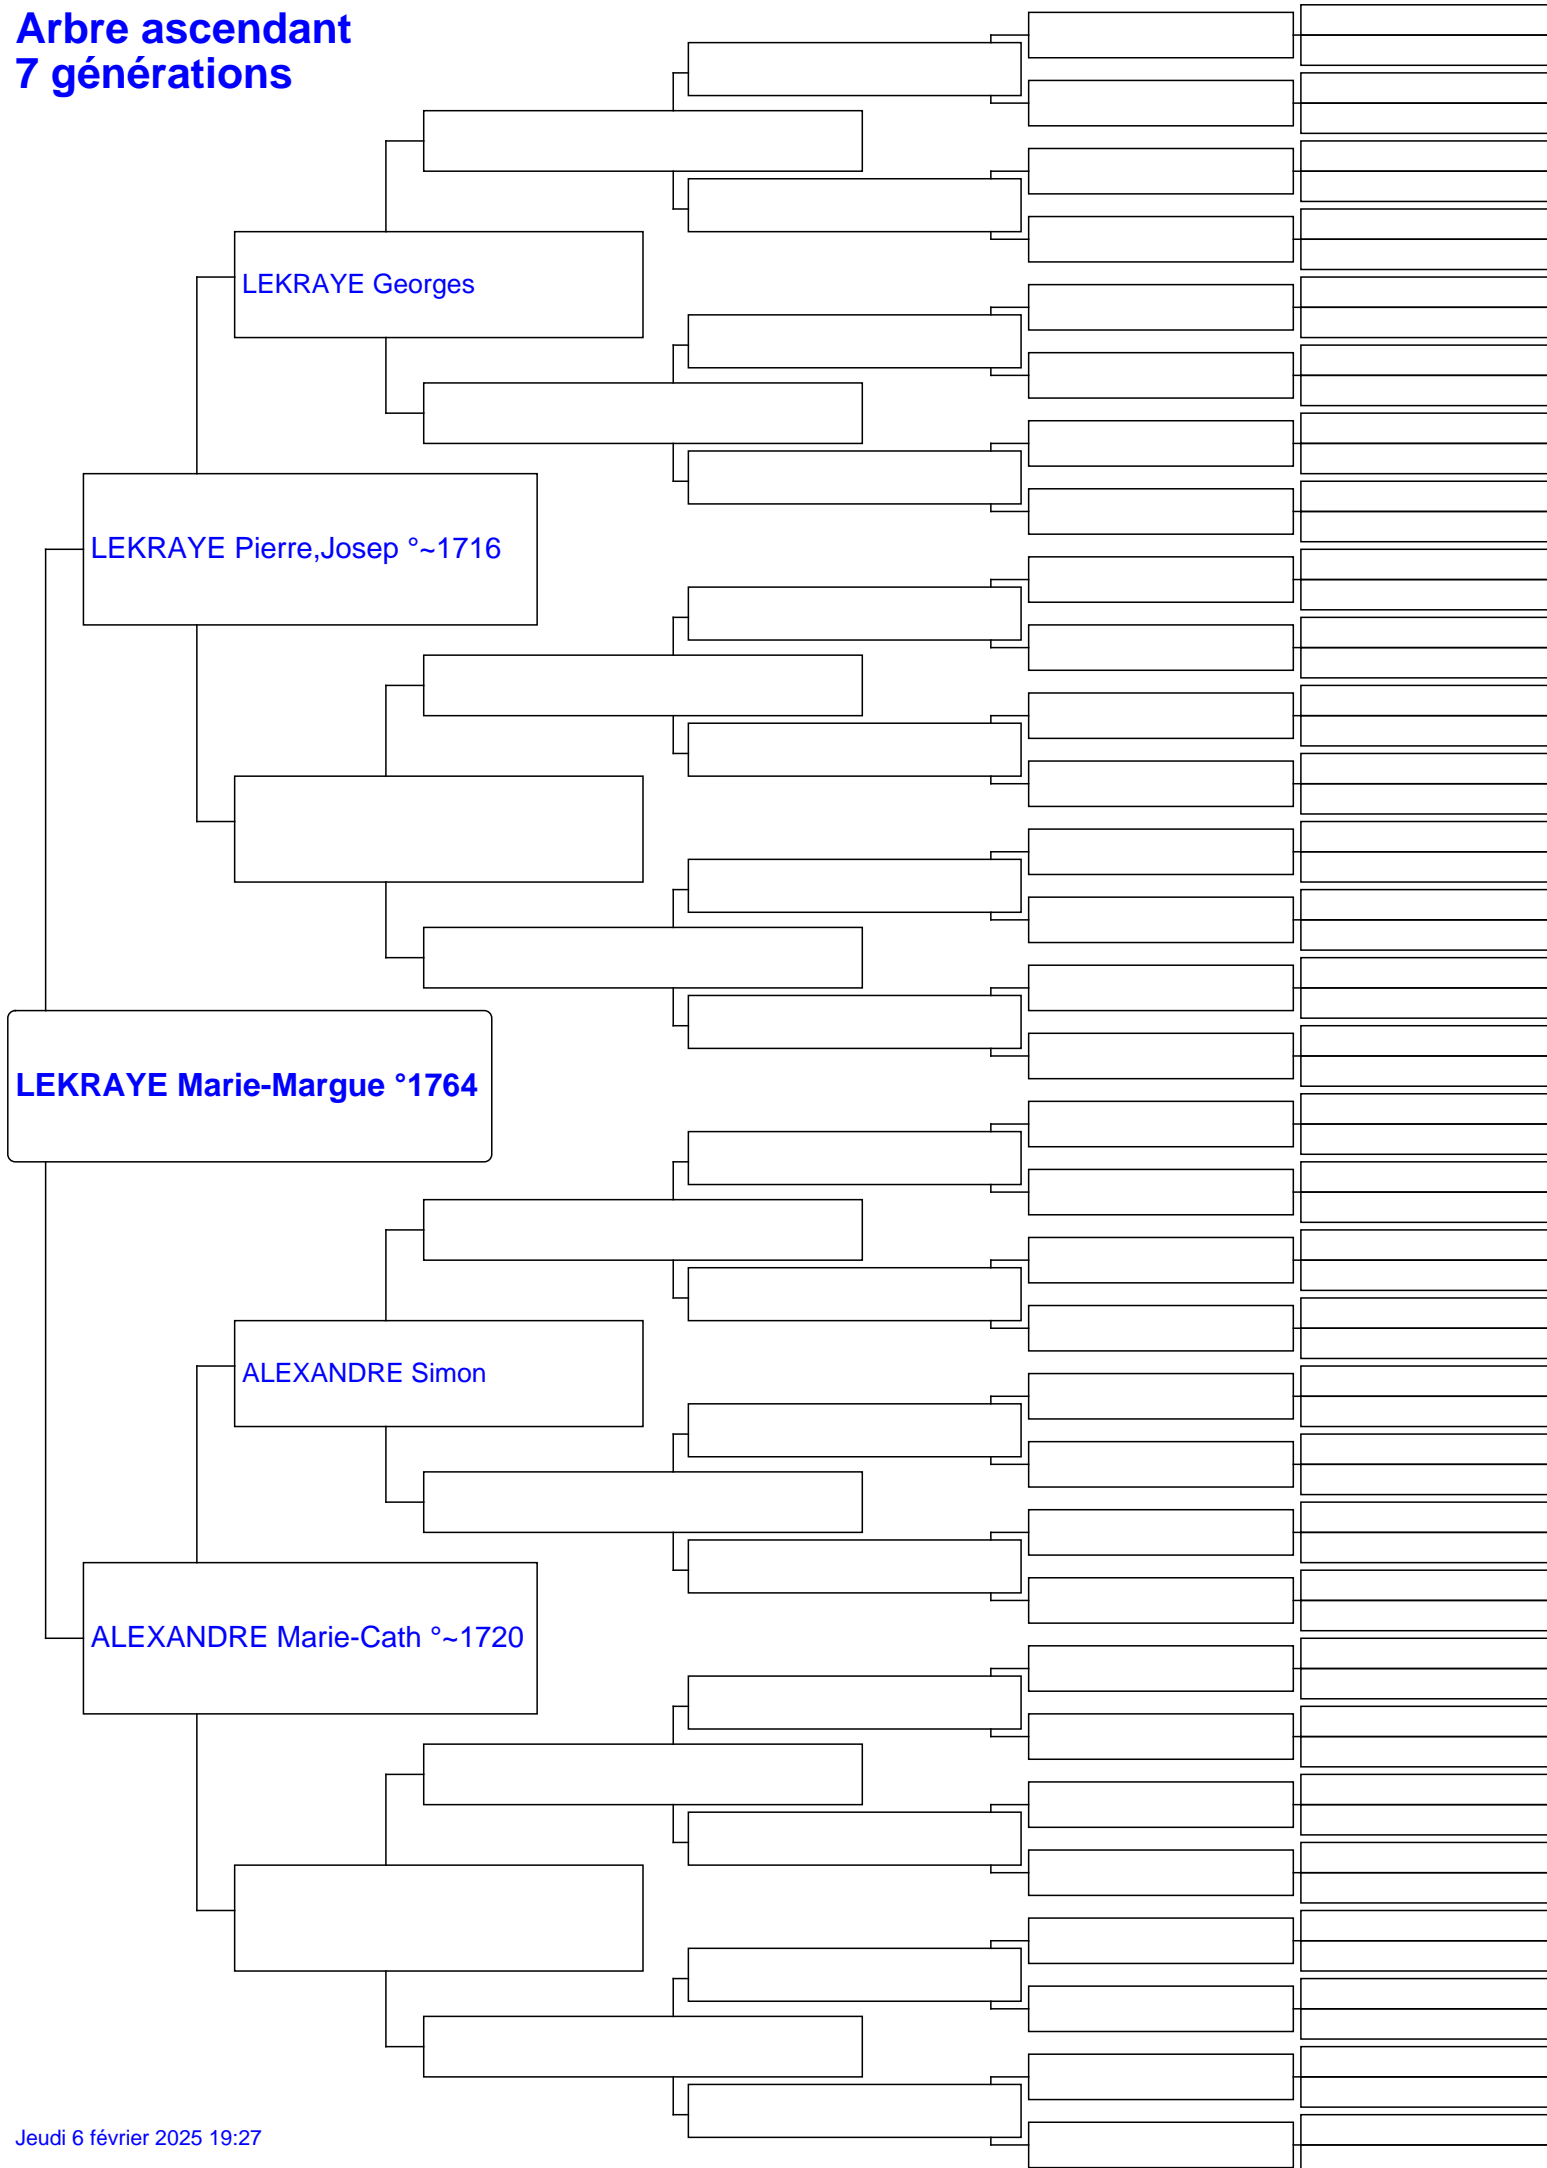 Arbre ascendant
7 générations
LEKRAYE Georges
LEKRAYE Pierre,Josep °~1716
LEKRAYE Marie-Margue °1764
ALEXANDRE Simon
ALEXANDRE Marie-Cath °~1720
Jeudi 6 février 2025 19:27